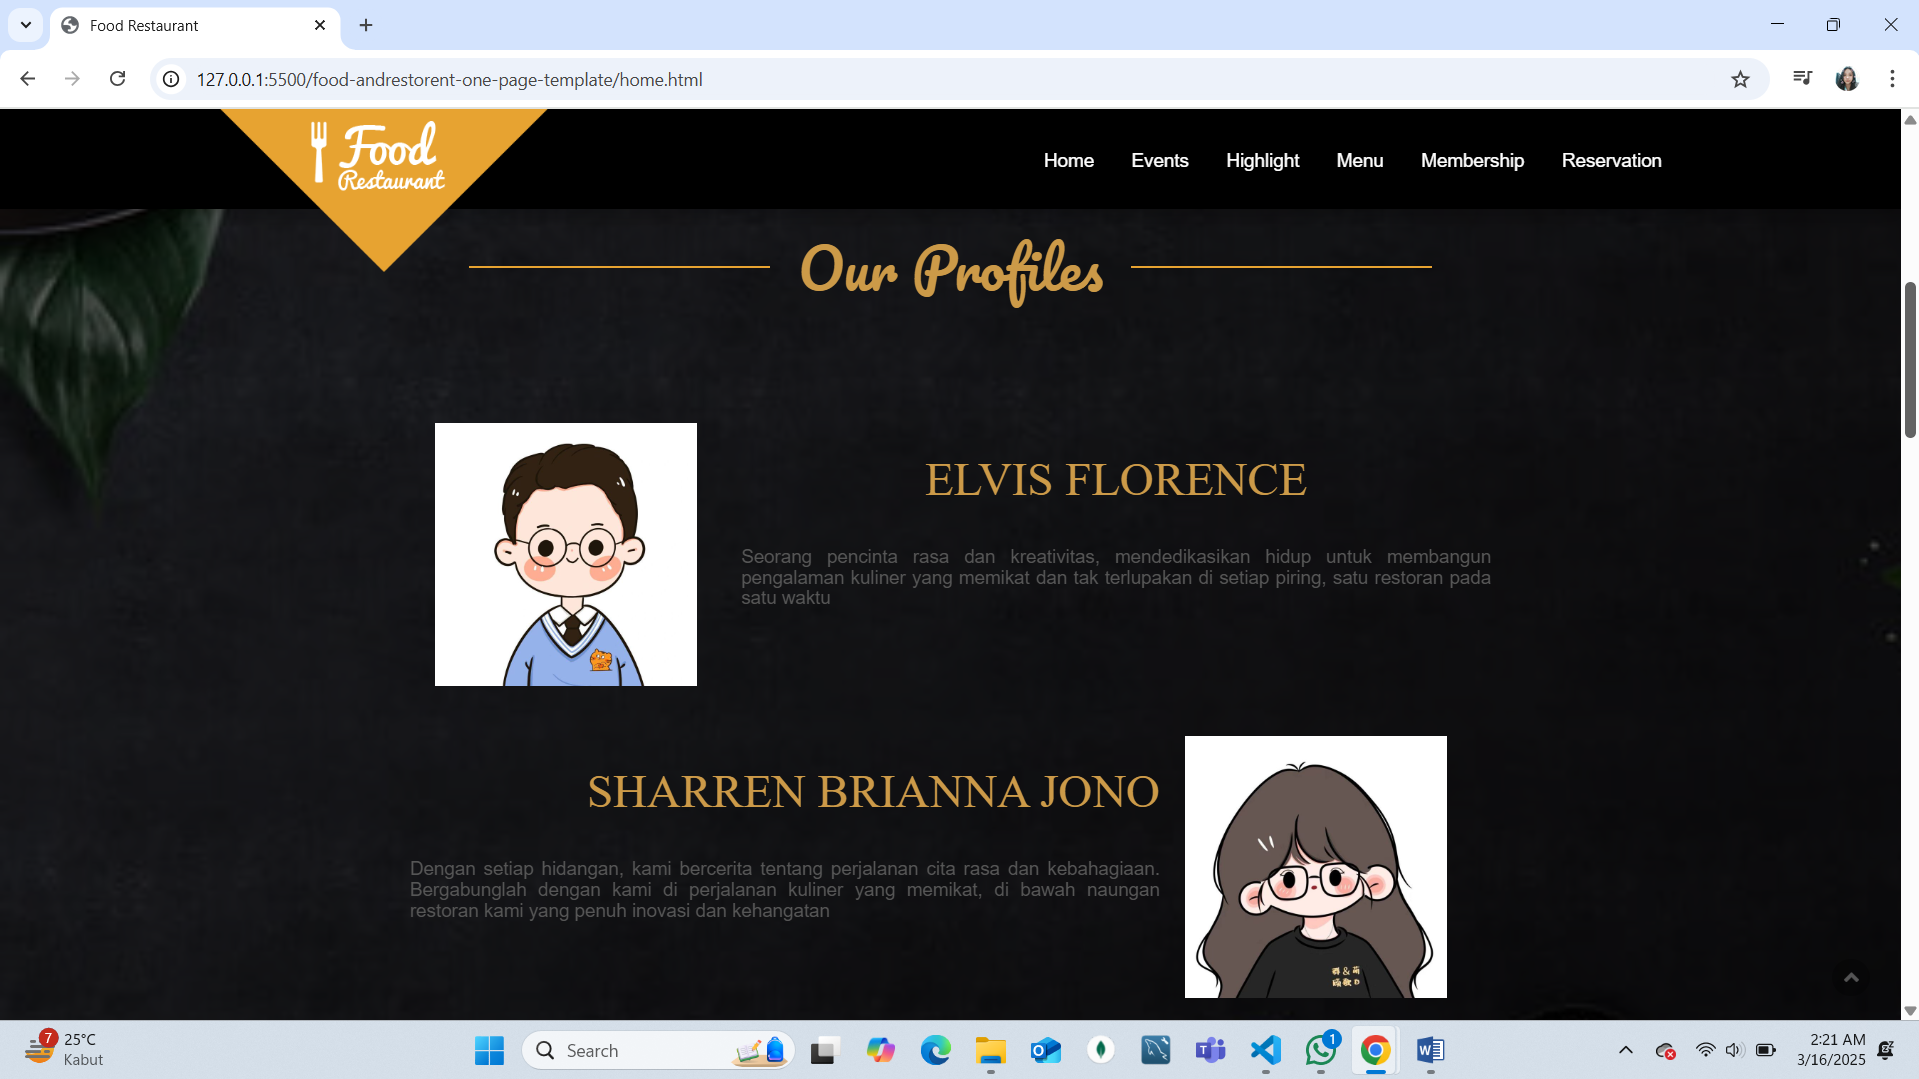 Food Restaurant
127.0.0.1:5500/food-andrestorent-one-page-template/home.html
Food
Restaurant
Home Events Highlight Menu Membership Reservation
Our Profiles
ELVIS FLORENCE
Seorang pencinta rasa dan kreativitas, mendedikasikan hidup untuk membangun
pengalaman kuliner yang memikat dan tak terlupakan di setiap piring, satu restoran pada
satu waktu
SHARREN BRIANNA JONO
Dengan setiap hidangan, kami bercerita tentang perjalanan cita rasa dan kebahagiaan.
Bergabunglah dengan kami di perjalanan kuliner yang memikat, di bawah naungan
restoran kami yang penuh inovasi dan kehangatan
7
25°C
Kabut
Search
1
2:21 AM
3/16/2025